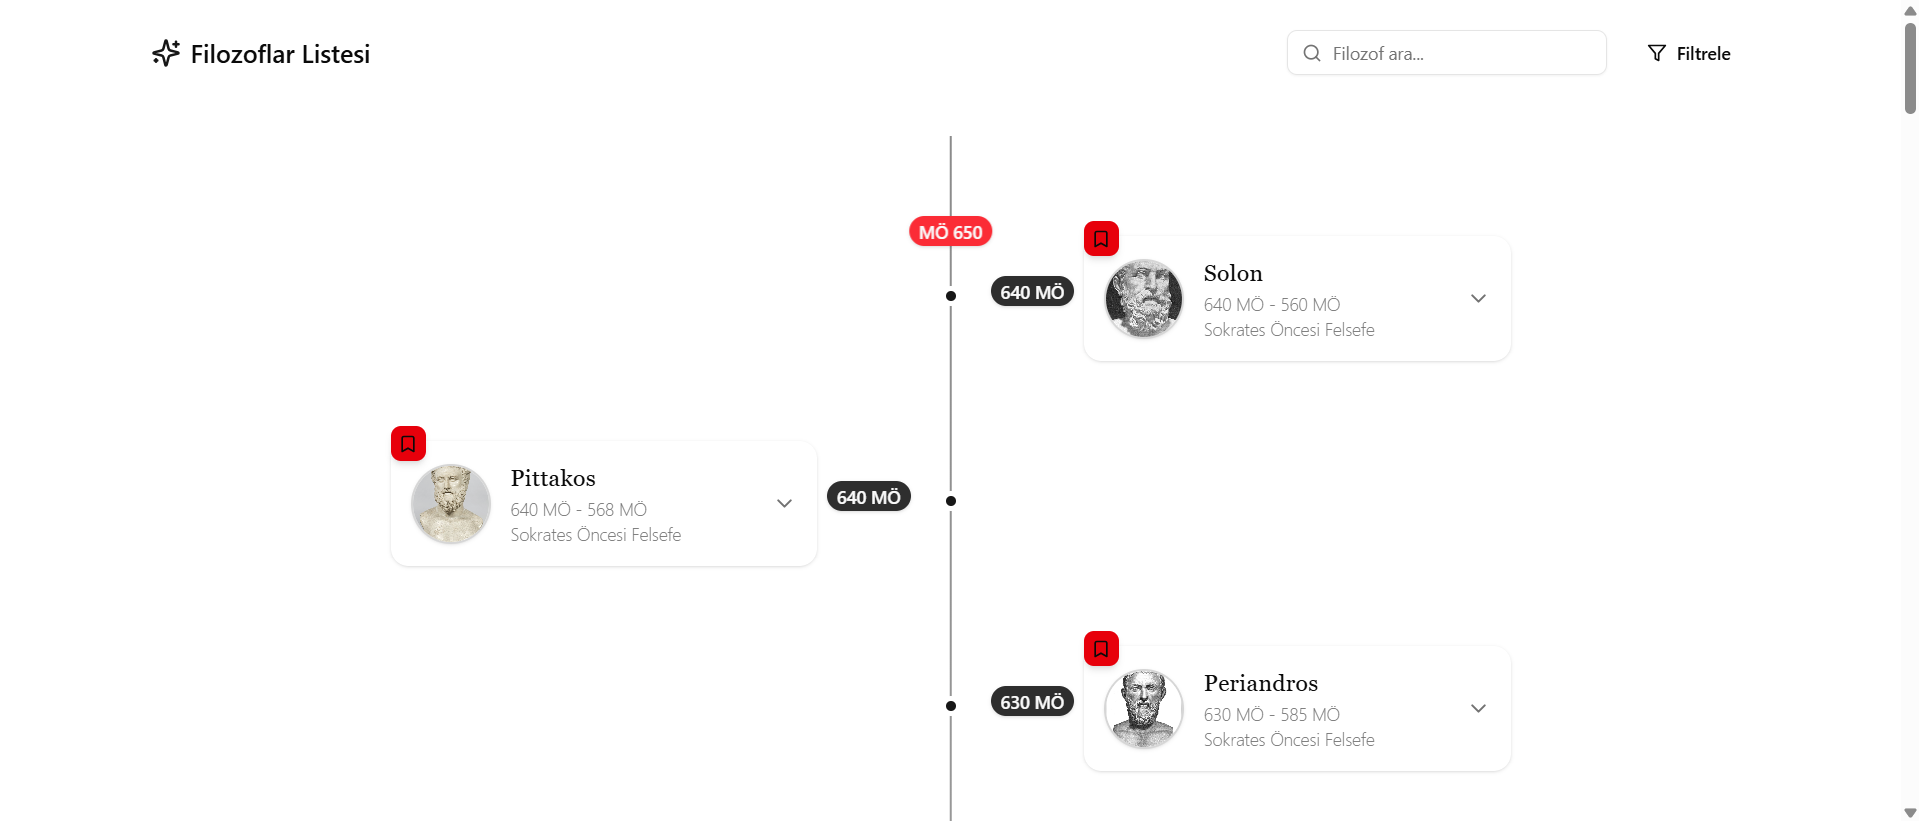 Filozoflar Listesi
Filozof ara...
Filtrele
MÖ 650
640 MÖ
Solon
640 MÖ - 560 MÖ
Sokrates Öncesi Felsefe
Pittakos
640 MÖ - 568 MÖ
Sokrates Öncesi Felsefe
640 MÖ
630 MÖ
Periandros
630 MÖ - 585 MÖ
Sokrates Öncesi Felsefe